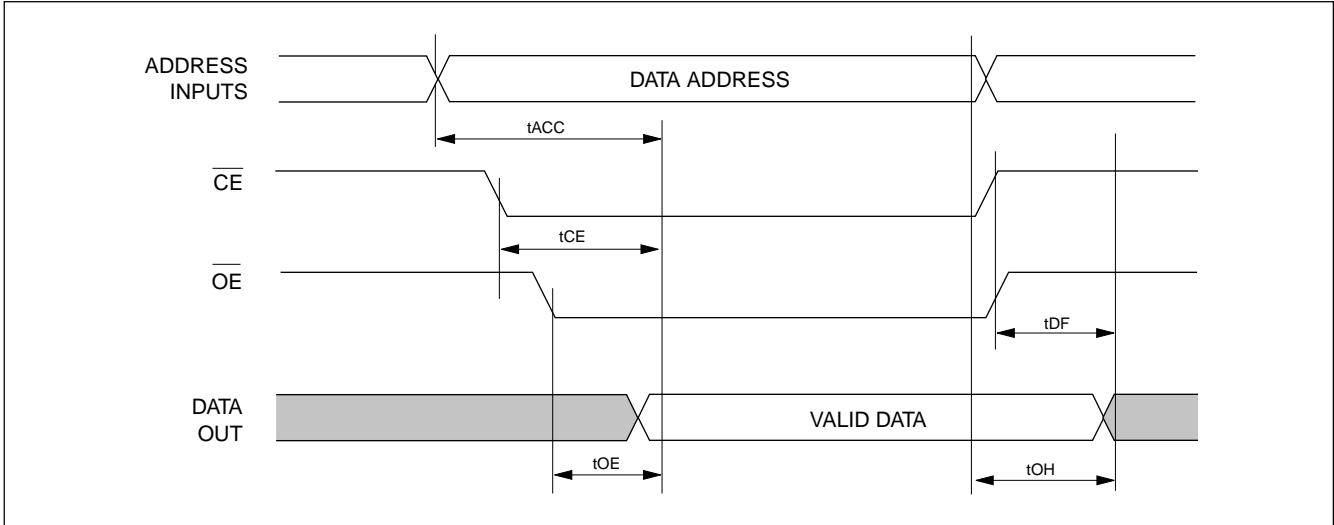 ADDRESS
INPUTS
DATA ADDRESS
tACC
CE
tCE
OE
tDF
DATA
OUT
VALID DATA
tOE
tOH